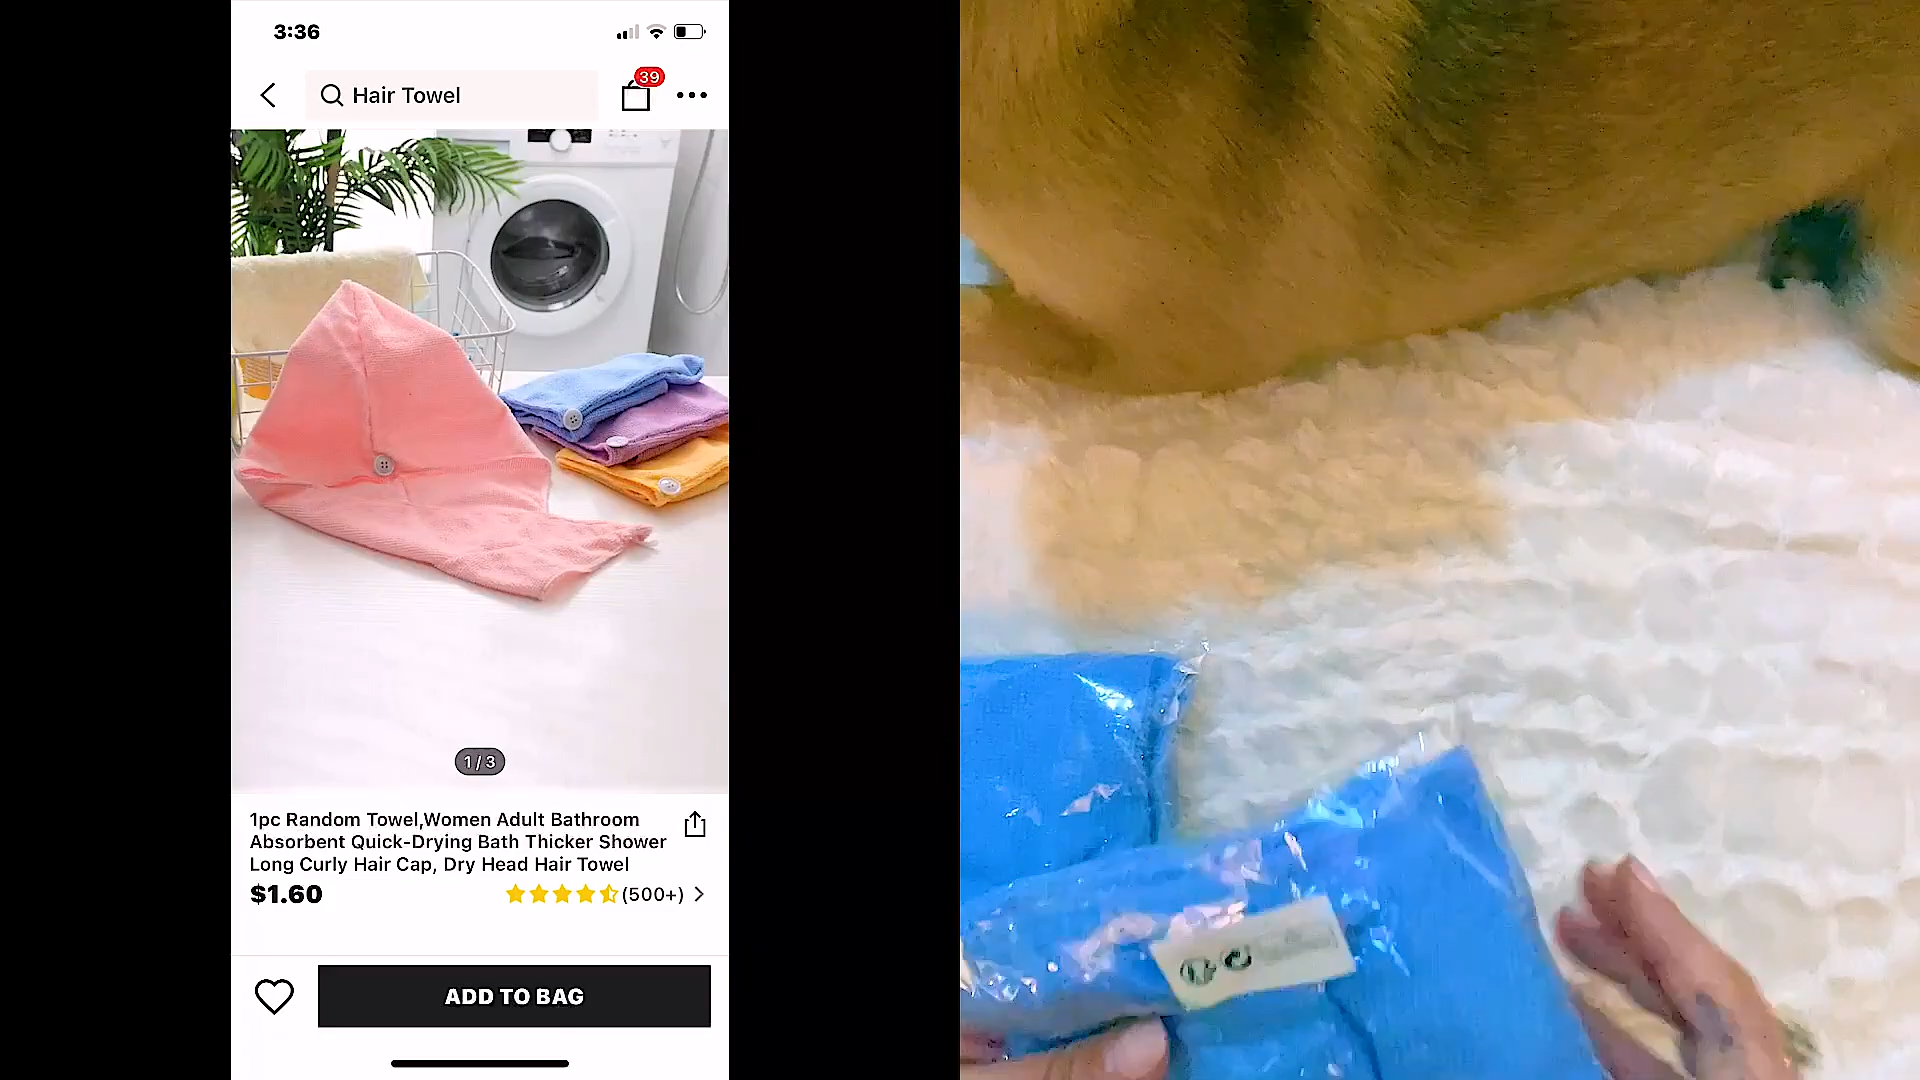 3:36
39
Hair Towel
1/3
1pc Random Towel,Women Adult Bathroom
Absorbent Quick-Drying Bath Thicker Shower
Long Curly Hair Cap, Dry Head Hair Towel
$1.60
(500+)
ADD TO BAG